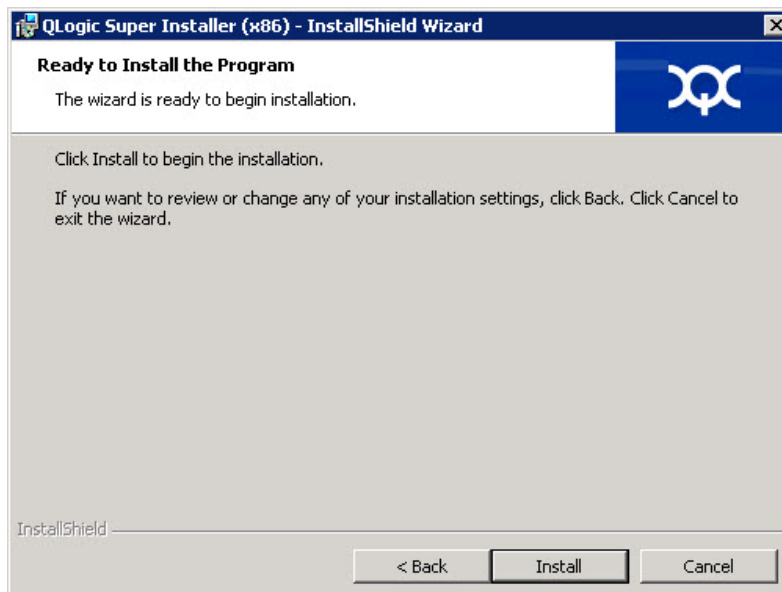 QLogic Super Installer (x86) - InstallShield Wizard
Ready to Install the Program
The wizard is ready to begin installation.
Click Install to begin the installation.
If you want to review or change any of your installation settings, click Back. Click Cancel to
exit the wizard.
InstallShield
< Back
Install
Cancel